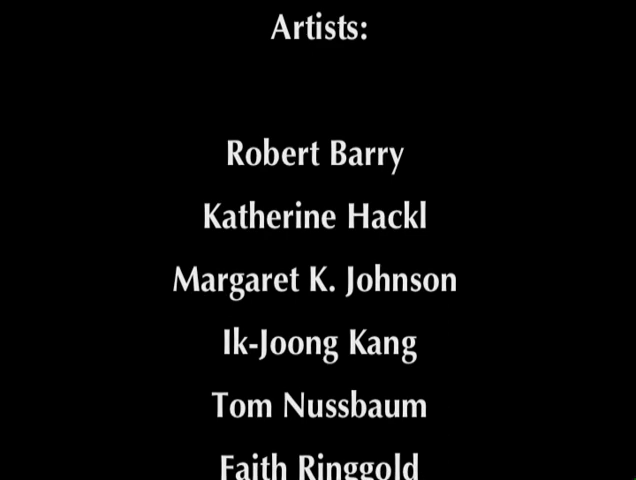 Artists:
Robert Barry
Katherine Hackl
Margaret K. Johnson
Ik-Joong Kang
Tom Nussbaum
Faith Ringgold